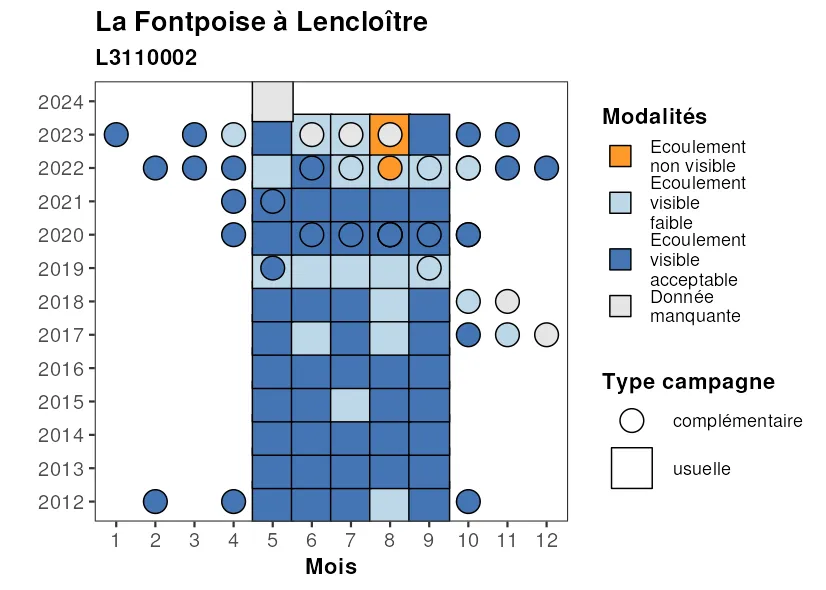 La Fontpoise à Lencloître
L3110002
2024
2023
2022
2021
2020
2019
2018
2017
2016
2015
2014
2013
2012
1 2 3 4 5 6 7 8 9 10 11 12
Mois
Modalités
Ecoulement
non visible
Ecoulement
visible
faible
Ecoulement
visible
acceptable
Donnée
manquante
Type campagne
complémentaire
usuelle